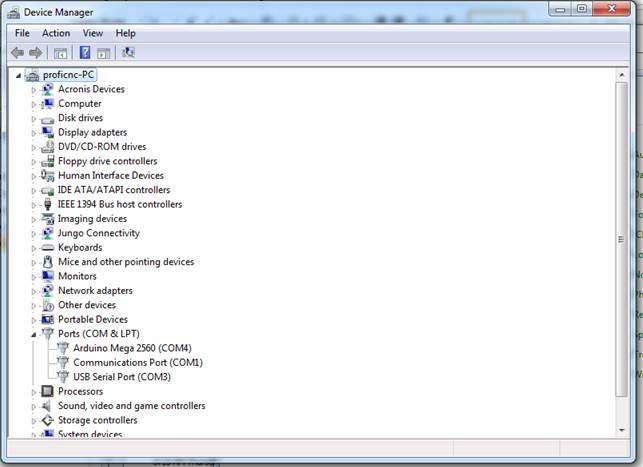 Device Manager
File Action View Help
proficnc-PC
Acronis Devices
Computer
Disk drives
Display adapters
DVD/CD-ROM drives
Floppy drive controllers
Human Interface Devices
IDE ATA/ATAPI controllers
IEEE 1394 Bus host controllers
Imaging devices
Jungo Connectivity
Keyboards
Mice and other pointing devices
Monitors
Network adapters
Other devices
Portable Devices
Ports (COM & LPT)
Arduino Mega 2560 (COM4)
Communications Port (COM1)
USB Serial Port (COM3)
Processors
Sound, video and game controllers
Storage controllers
System devices